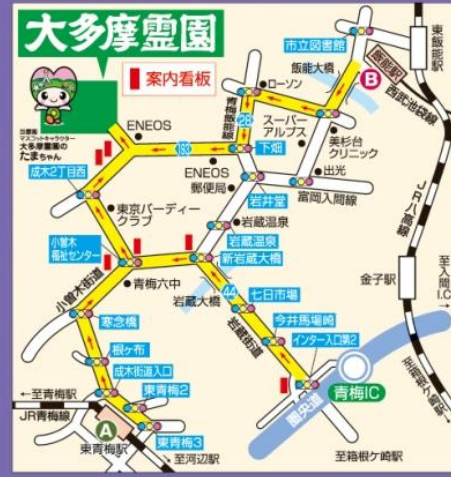 大多摩霊園
案内看板
当霊園
マスコットキャラクター
大多摩霊園の
たまちゃん
市立図書館
飯能大橋
飯能駅
B
東飯能駅
西武池袋線
ローソン
青梅飯能線
28
スーパー
アルプス
美杉台
クリニック
JR八高線
ENEOS
193
下畑
ENEOS
郵便局
出光
富岡入間線
岩井堂
成木2丁目西
東京バーディー
クラブ
岩蔵温泉
岩蔵温泉
新岩蔵大橋
小曾木
福祉センター
小曾木街道
青梅六中
岩蔵大橋
44
七日市場
岩蔵街道
今井馬場崎
インター入口第2
金子駅
至入間I.C
至箱根ケ崎駅
寒念橋
根ヶ布
成木街道入口
東青梅2
東青梅3
←至青梅駅
JR青梅線
A
東青梅駅
至河辺駅
圏央道
青梅IC
至箱根ケ崎駅